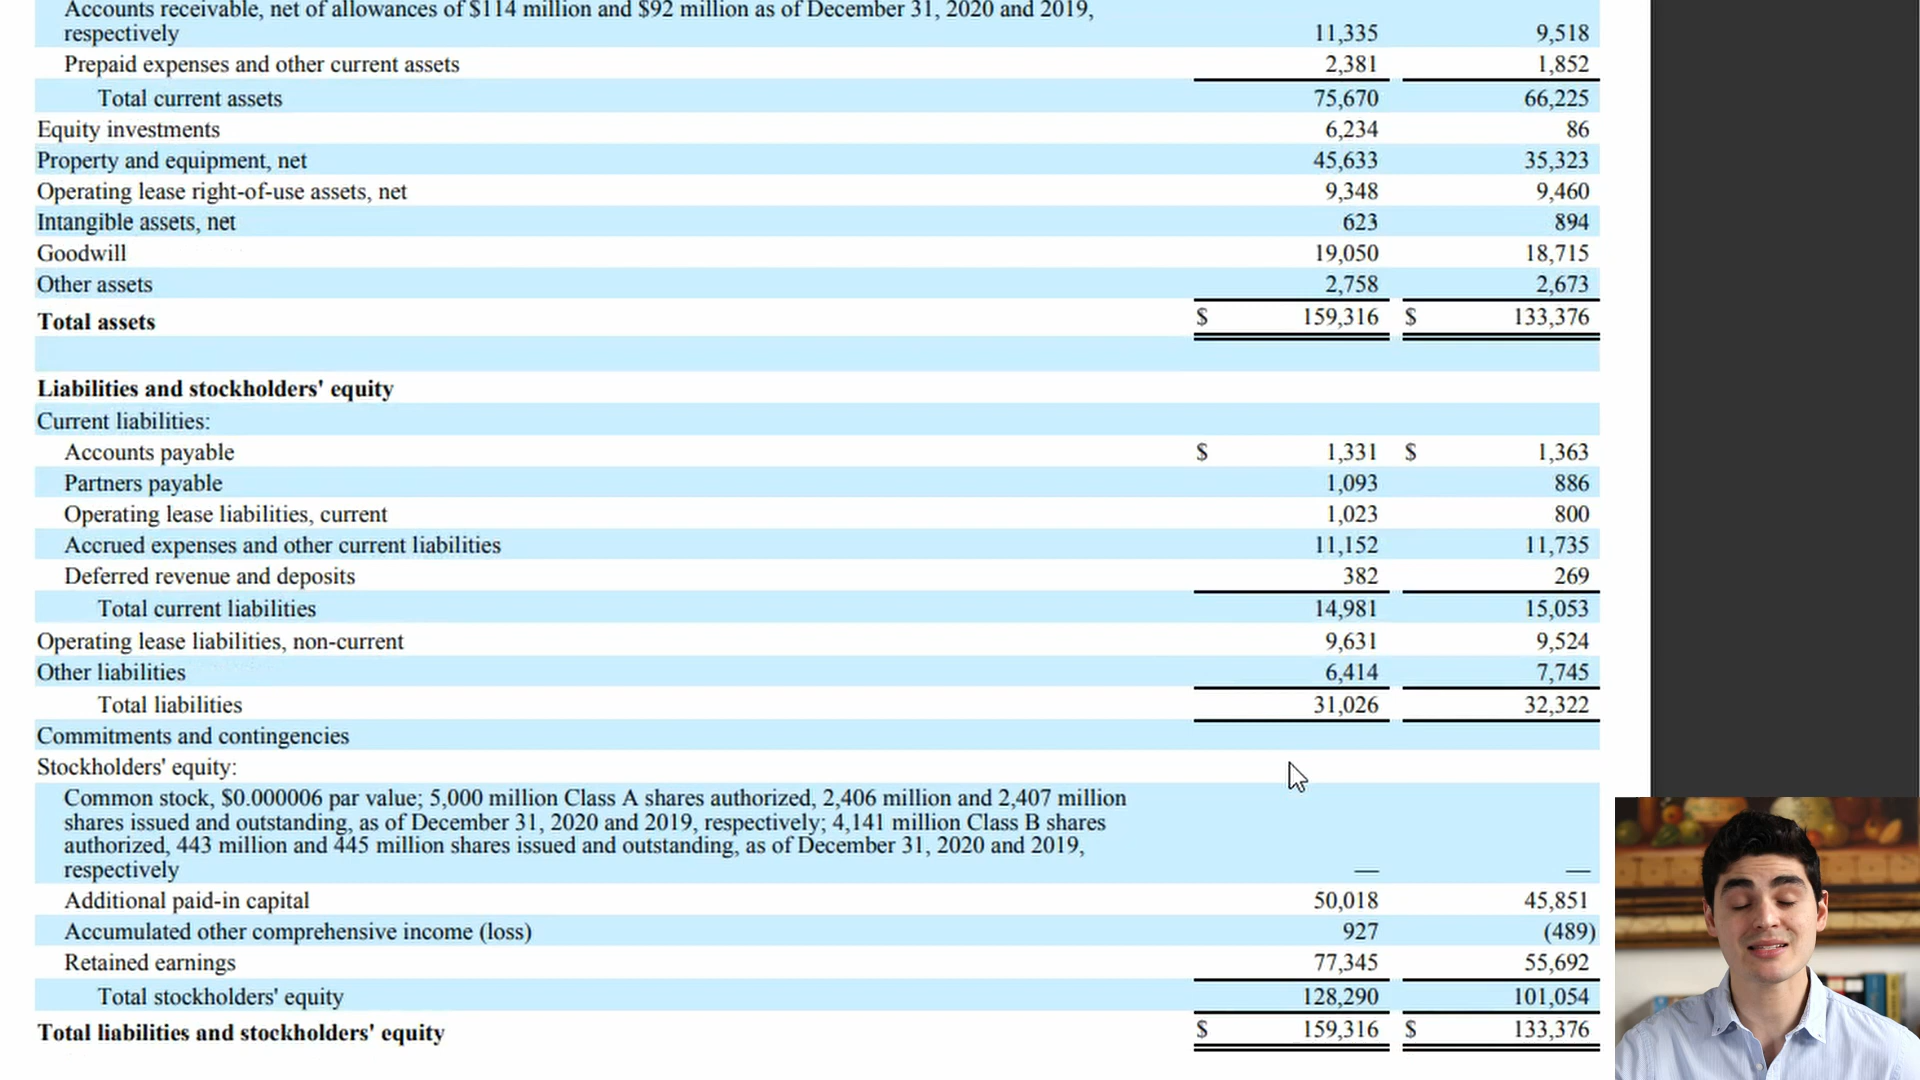 Accounts receivable, net of allowances of $114 million and $92 million as of December 31, 2020 and 2019,
respectively 11,335 9,518
Prepaid expenses and other current assets 2,381 1,852
Total current assets 75,670 66,225
Equity investments 6,234 86
Property and equipment, net 45,633 35,323
Operating lease right-of-use assets, net 9,348 9,460
Intangible assets, net 623 894
Goodwill 19,050 18,715
Other assets 2,758 2,673
Total assets $ 159,316 $ 133,376
Liabilities and stockholders' equity
Current liabilities:
Accounts payable $ 1,331 $ 1,363
Partners payable 1,093 886
Operating lease liabilities, current 1,023 800
Accrued expenses and other current liabilities 11,152 11,735
Deferred revenue and deposits 382 269
Total current liabilities 14,981 15,053
Operating lease liabilities, non-current 9,631 9,524
Other liabilities 6,414 7,745
Total liabilities 31,026 32,322
Commitments and contingencies
Stockholders' equity:
Common stock, $0.000006 par value; 5,000 million Class A shares authorized, 2,406 million and 2,407 million
shares issued and outstanding, as of December 31, 2020 and 2019, respectively; 4,141 million Class B shares
authorized, 443 million and 445 million shares issued and outstanding, as of December 31, 2020 and 2019,
respectively — —
Additional paid-in capital 50,018 45,851
Accumulated other comprehensive income (loss) 927 (489)
Retained earnings 77,345 55,692
Total stockholders' equity 128,290 101,054
Total liabilities and stockholders' equity $ 159,316 $ 133,376